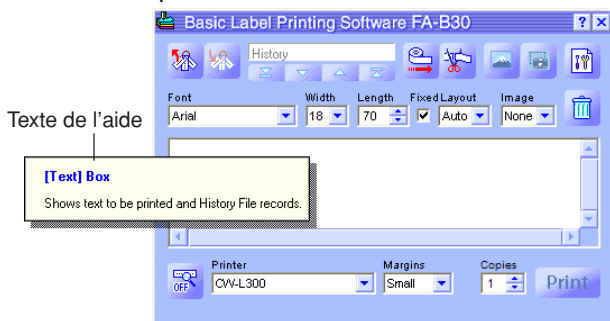 Basic Label Printing Software FA-B30
History
Font
Width
Length
Fixed Layout
Image
Arial
18
70
Auto
None
Texte de l'aide
[Text] Box
Shows text to be printed and History File records.
OFF
Printer
Margins
Copies
CW-L300
Small
1
Print